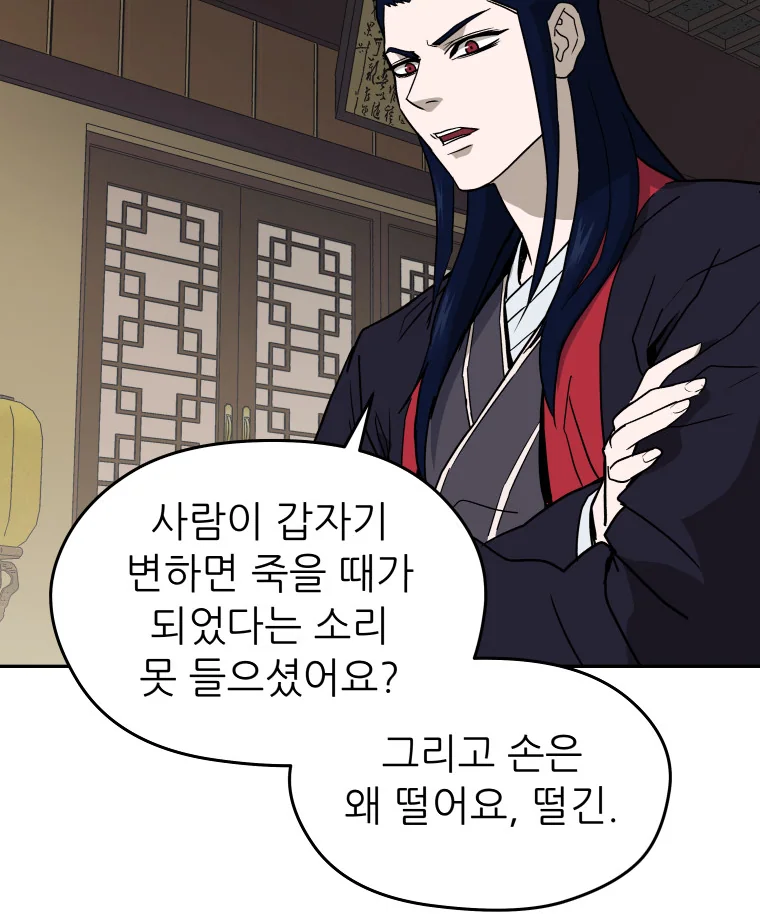 사람이 갑자기
변하면 죽을 때가
되었다는 소리
못 들으셨어요?
그리고 손은
왜 떨어요, 떨긴.